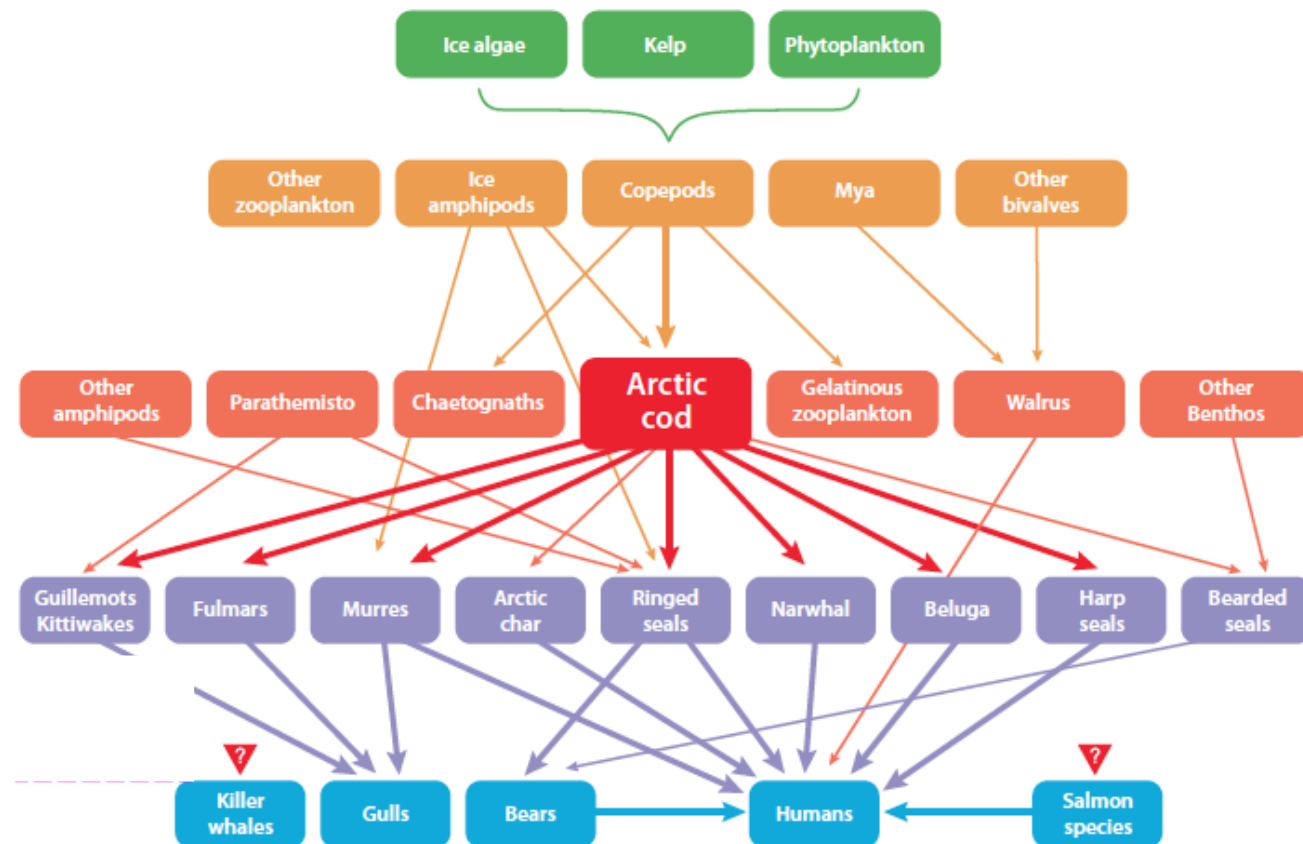 Ice algae
Kelp
Phytoplankton
Other
zooplankton
Ice
amphipods
Copepods
Mya
Other
bivalves
Other
amphipods
Parathemisto
Chaetognaths
Arctic
cod
Gelatinous
zooplankton
Walrus
Other
Benthos
Guillemots
Kittiwakes
Fulmars
Murres
Arctic
char
Ringed
seals
Narwhal
Beluga
Harp
seals
Bearded
seals
?
?
Killer
whales
Gulls
Bears
Humans
Salmon
species